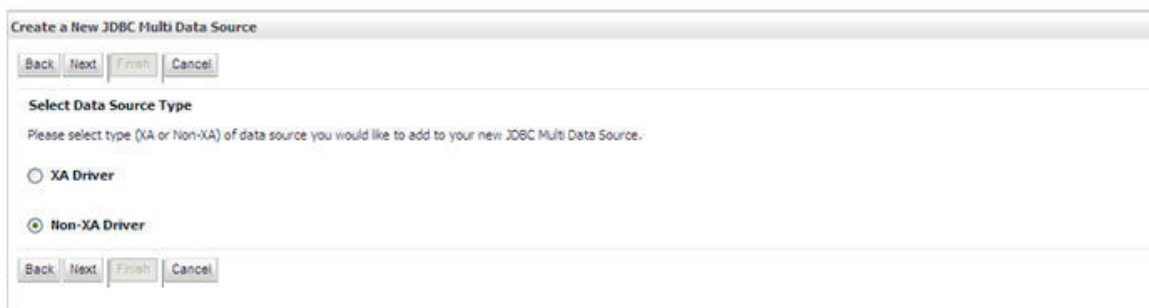 Create a New JDBC Multi Data Source
Back Next Finish Cancel
Select Data Source Type
Please select type (XA or Non-XA) of data source you would like to add to your new JDBC Multi Data Source.
XA Driver
Non-XA Driver
Back Next Finish Cancel